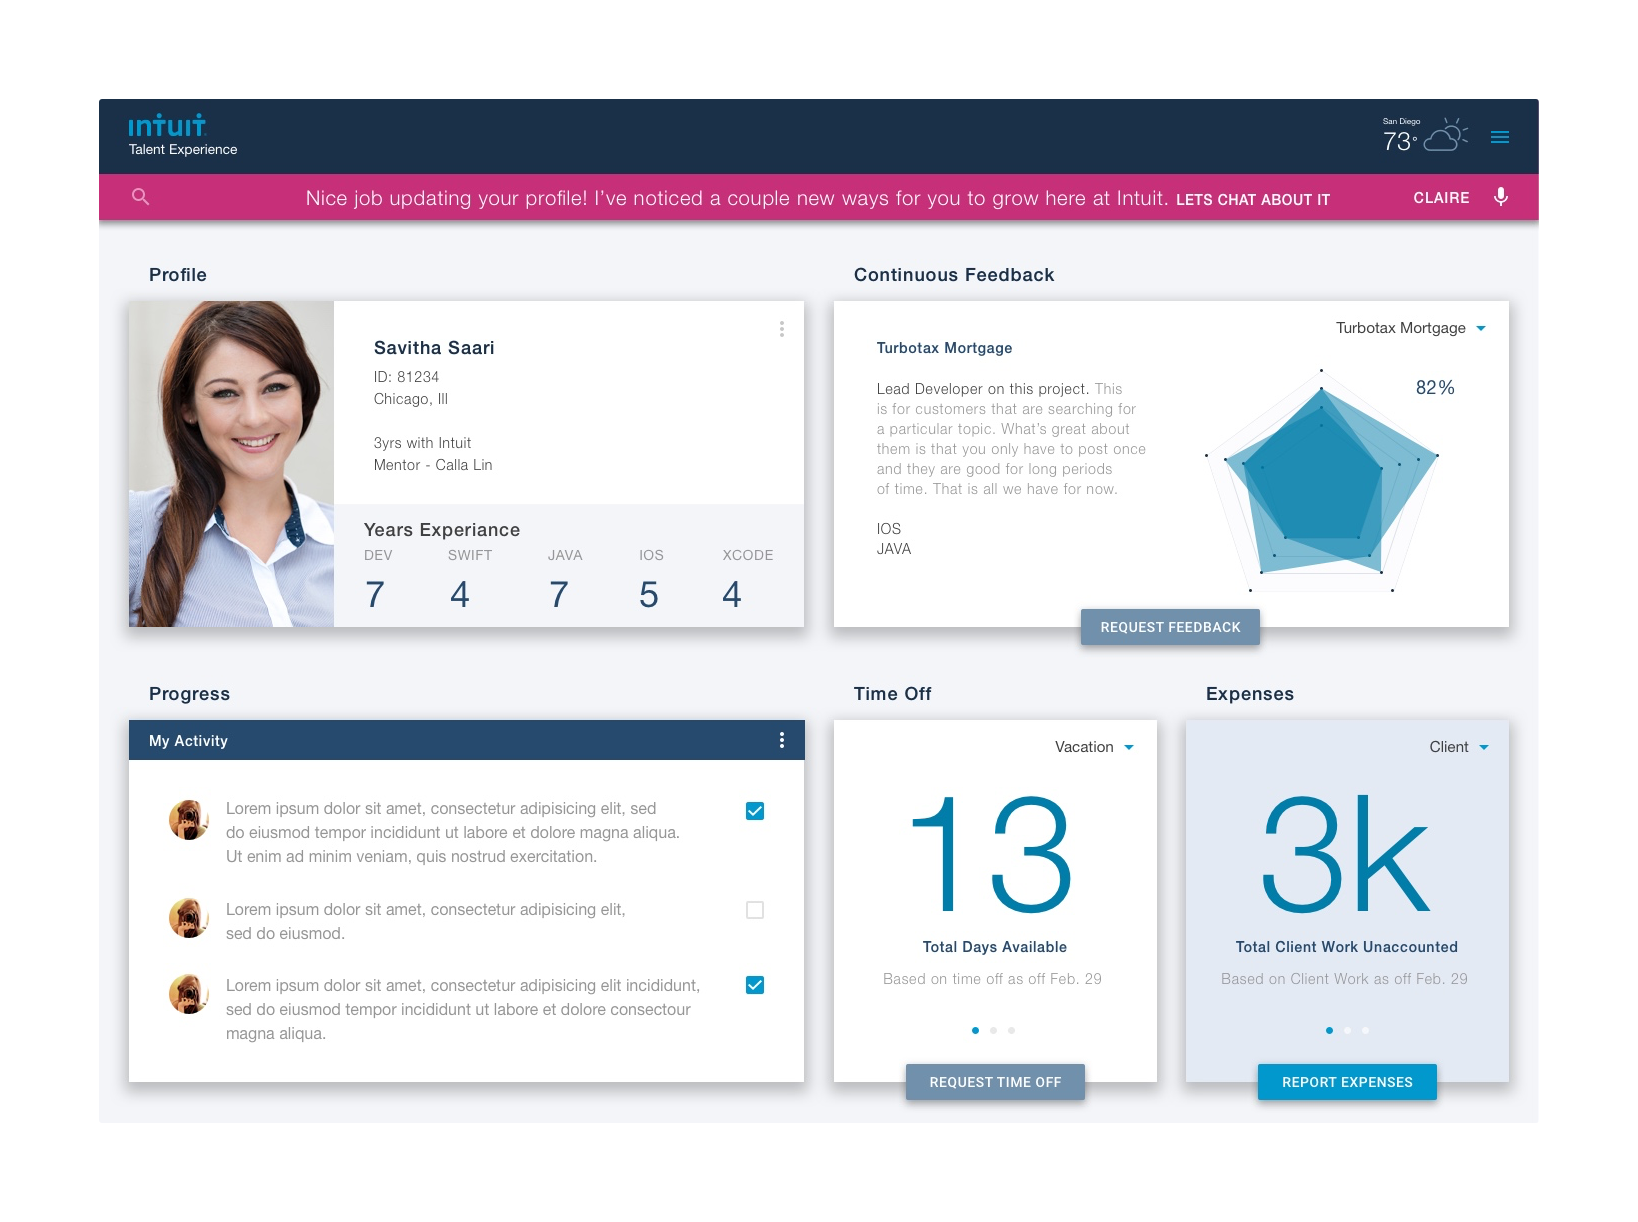 intuit
Talent Experience
San Diego
73°
Nice job updating your profile! I've noticed a couple new ways for you to grow here at Intuit. LETS CHAT ABOUT IT
CLAIRE
Profile
Savitha Saari
ID: 81234
Chicago, Ill
3yrs with Intuit
Mentor - Calla Lin
Years Experiance
DEV SWIFT JAVA IOS XCODE
7 4 7 5 4
Continuous Feedback
Turbotax Mortgage
Turbotax Mortgage
82%
Lead Developer on this project. This
is for customers that are searching for
a particular topic. What's great about
them is that you only have to post once
and they are good for long periods
of time. That is all we have for now.
IOS
JAVA
REQUEST FEEDBACK
Progress
My Activity
Lorem ipsum dolor sit amet, consectetur adipisicing elit, sed
do eiusmod tempor incididunt ut labore et dolore magna aliqua.
Ut enim ad minim veniam, quis nostrud exercitation.
Lorem ipsum dolor sit amet, consectetur adipisicing elit,
sed do eiusmod.
Lorem ipsum dolor sit amet, consectetur adipisicing elit incididunt,
sed do eiusmod tempor incididunt ut labore et dolore consectour
magna aliqua.
Time Off
Vacation
13
Total Days Available
Based on time off as off Feb. 29
REQUEST TIME OFF
Expenses
Client
3k
Total Client Work Unaccounted
Based on Client Work as off Feb. 29
REPORT EXPENSES